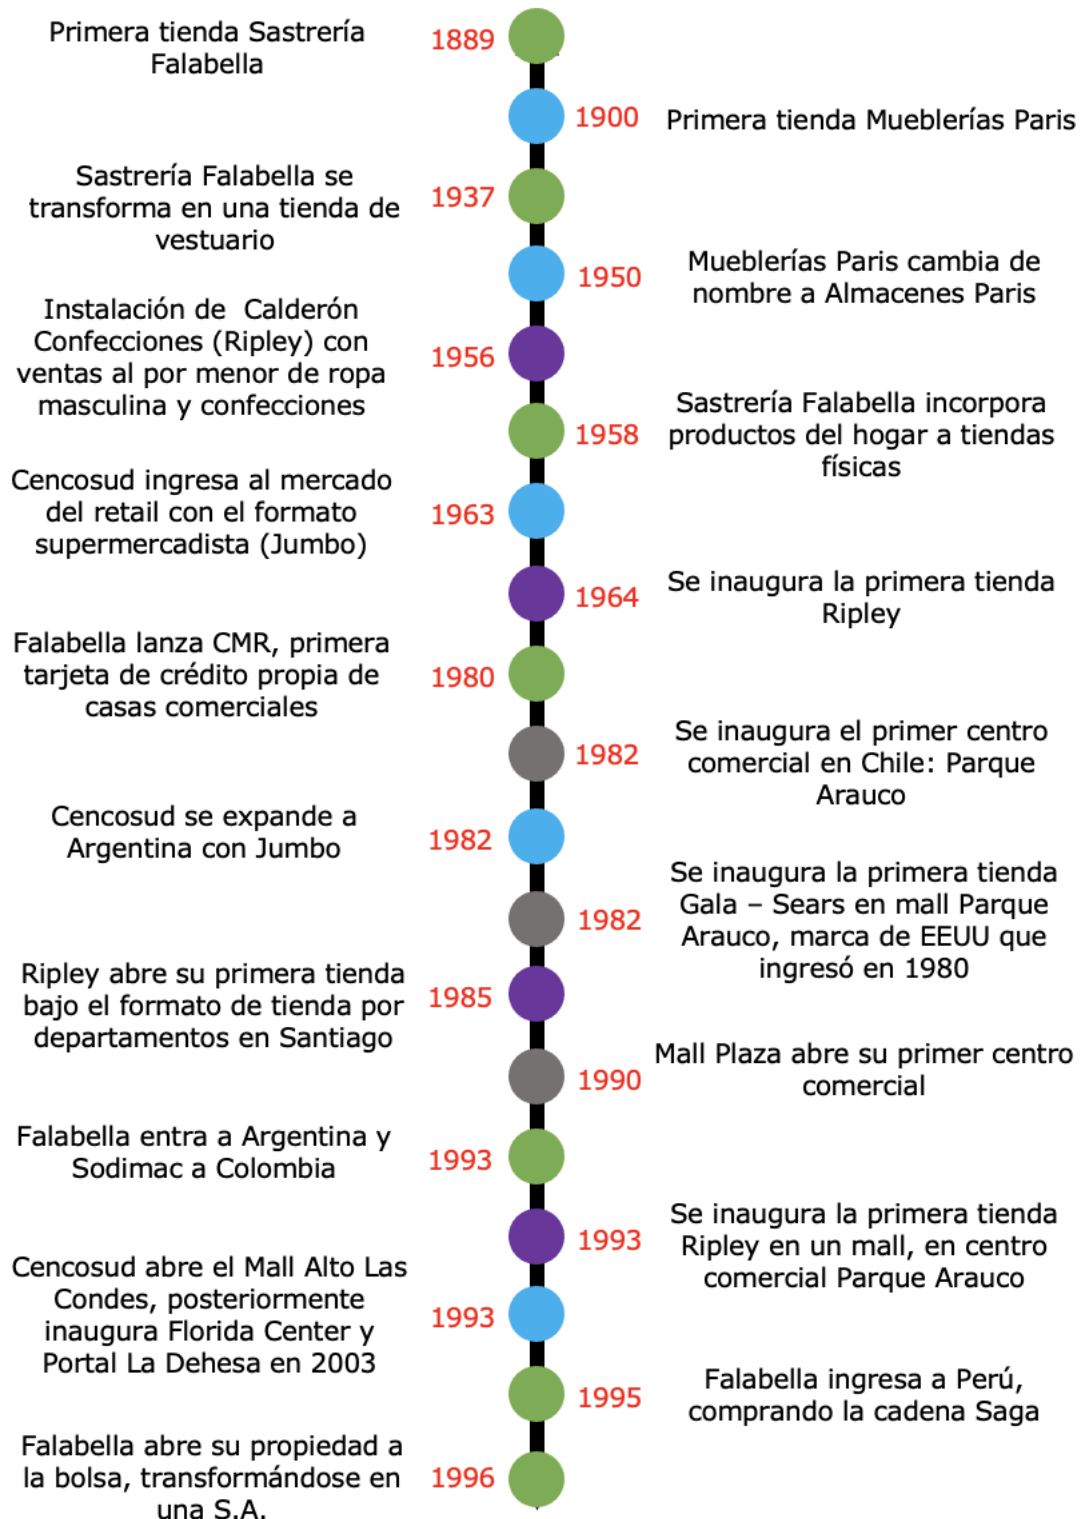 Primera tienda Sastrería
Falabella
1889
1900
Primera tienda Mueblerías Paris
Sastrería Falabella se
transforma en una tienda de
vestuario
1937
1950
Mueblerías Paris cambia de
nombre a Almacenes Paris
Instalación de Calderón
Confecciones (Ripley) con
ventas al por menor de ropa
masculina y confecciones
1956
1958
Sastrería Falabella incorpora
productos del hogar a tiendas
físicas
Cencosud ingresa al mercado
del retail con el formato
supermercadista (Jumbo)
1963
1964
Se inaugura la primera tienda
Ripley
Falabella lanza CMR, primera
tarjeta de crédito propia de
casas comerciales
1980
1982
Se inaugura el primer centro
comercial en Chile: Parque
Arauco
Cencosud se expande a
Argentina con Jumbo
1982
1982
Se inaugura la primera tienda
Gala – Sears en mall Parque
Arauco, marca de EEUU que
ingresó en 1980
Ripley abre su primera tienda
bajo el formato de tienda por
departamentos en Santiago
1985
1990
Mall Plaza abre su primer centro
comercial
Falabella entra a Argentina y
Sodimac a Colombia
1993
1993
Se inaugura la primera tienda
Ripley en un mall, en centro
comercial Parque Arauco
Cencosud abre el Mall Alto Las
Condes, posteriormente
inaugura Florida Center y
Portal La Dehesa en 2003
1993
1995
Falabella ingresa a Perú,
comprando la cadena Saga
Falabella abre su propiedad a
la bolsa, transformándose en
una S.A.
1996